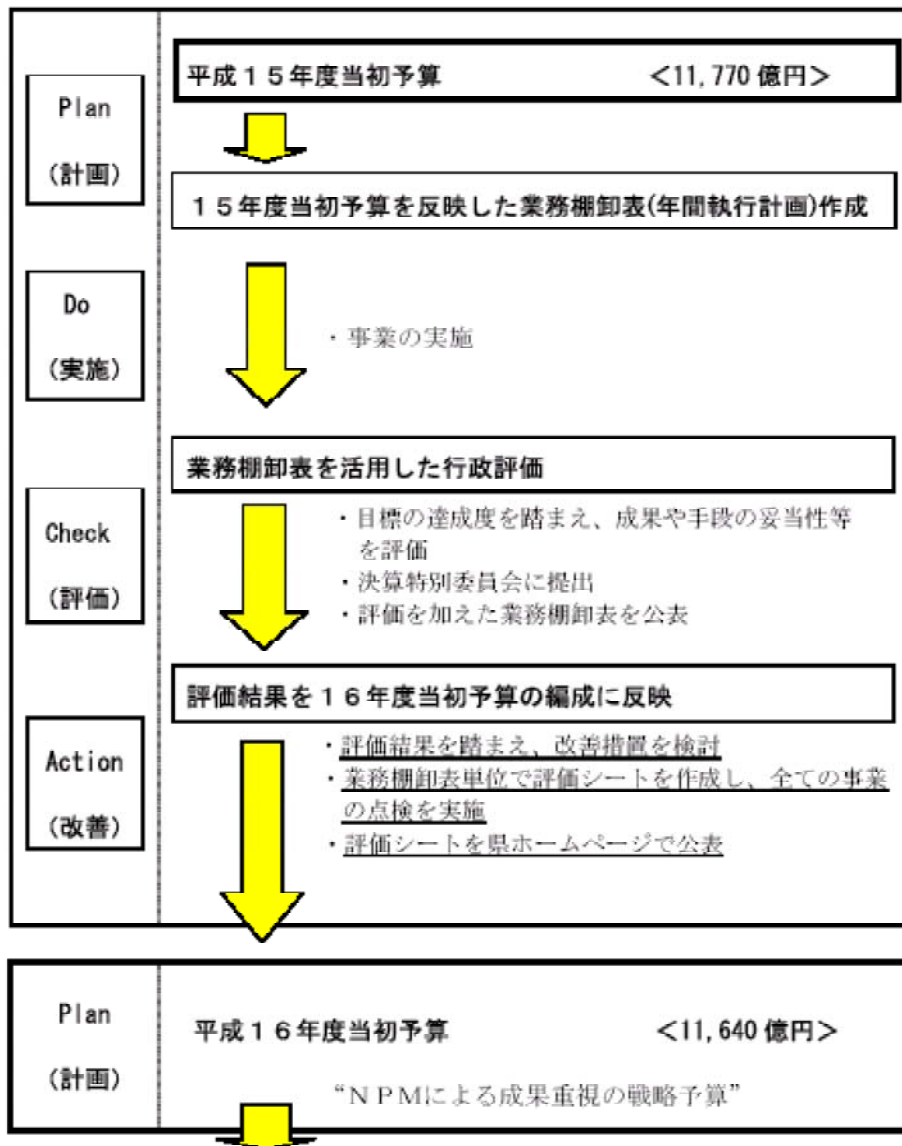 平成１５年度当初予算 ＜11,770 億円＞
Plan
(計画)
１５年度当初予算を反映した業務棚卸表(年間執行計画)作成
Do
(実施)
・事業の実施
業務棚卸表を活用した行政評価
Check
(評価)
・目標の達成度を踏まえ、成果や手段の妥当性等
を評価
・決算特別委員会に提出
・評価を加えた業務棚卸表を公表
評価結果を１６年度当初予算の編成に反映
Action
(改善)
・評価結果を踏まえ、改善措置を検討
・業務棚卸表単位で評価シートを作成し、全ての事業
の点検を実施
・評価シートを県ホームページで公表
Plan
(計画)
平成１６年度当初予算 ＜11,640 億円＞
“ＮＰＭによる成果重視の戦略予算”